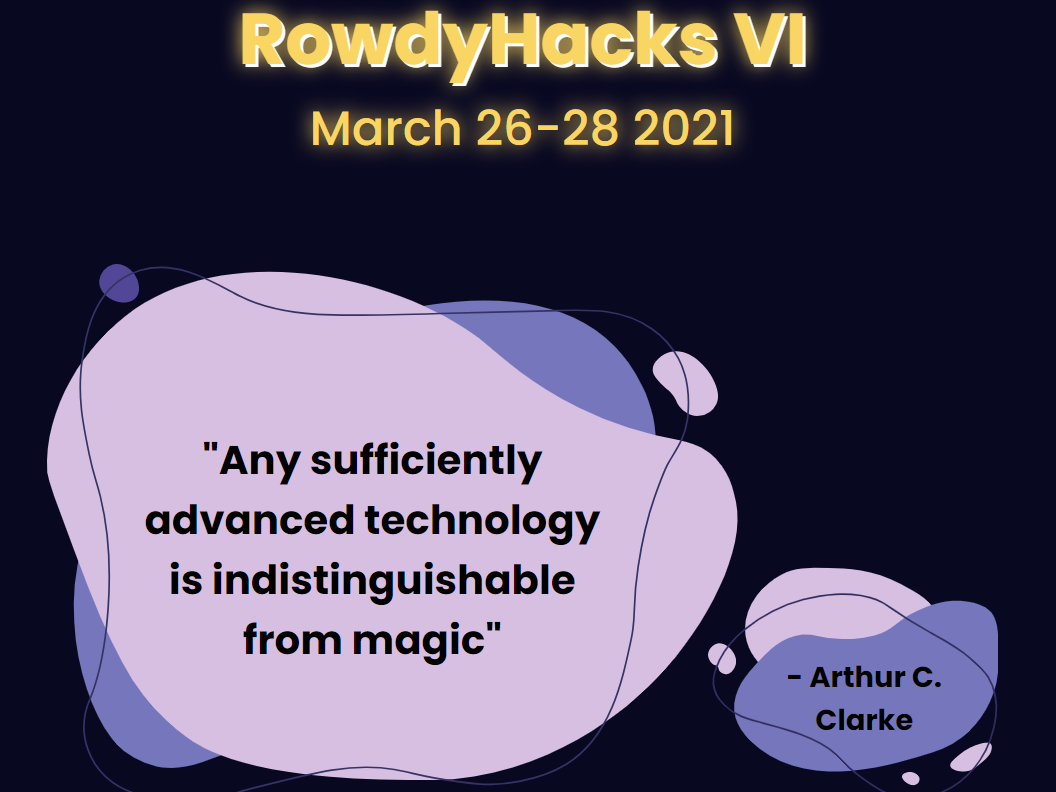 RowdyHacks VI
March 26-28 2021
"Any sufficiently
advanced technology
is indistinguishable
from magic"
- Arthur C.
Clarke